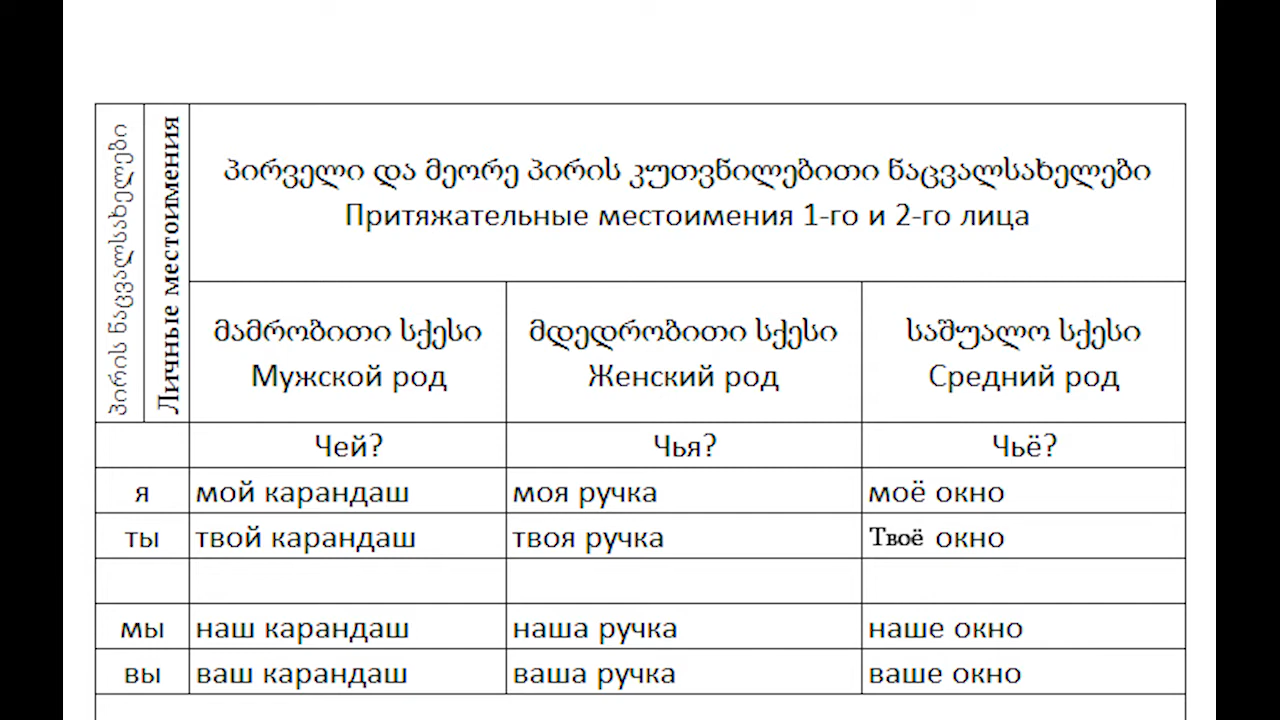 პირის ნაცვალსახელები
Личные местоимения
პირველი და მეორე პირის კუთვნილებითი ნაცვალსახელები
Притяжательные местоимения 1-го и 2-го лица
მამრობითი სქესი
Мужской род
მდედრობითი სქესი
Женский род
საშუალო სქესი
Средний род
Чей? Чья? Чьё?
я мой карандаш моя ручка моё окно
ты твой карандаш твоя ручка Твоё окно
мы наш карандаш наша ручка наше окно
вы ваш карандаш ваша ручка ваше окно